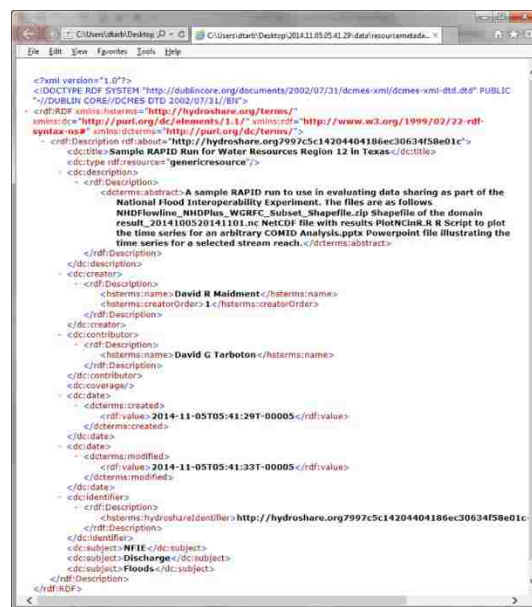 C:\Users\dtarb\Desktop
C:\Users\dtarb\Desktop\2014.11.05.05.41.29\data\resourcemetada...
File Edit View Favorites Tools Help
<?xml version="1.0"?>
<!DOCTYPE RDF SYSTEM "http://dublincore.org/documents/2002/07/31/dcmes-xml/dcmes-xml-dtd.dtd" PUBLIC
"-//DUBLIN CORE//DCMES DTD 2002/07/31//EN">
- <rdf:RDF xmlns:hsterms="http://hydroshare.org/terms/"
xmlns:dc="http://purl.org/dc/elements/1.1/" xmlns:rdf="http://www.w3.org/1999/02/22-rdf-
syntax-ns#" xmlns:dcterms="http://purl.org/dc/terms/">
- <rdf:Description rdf:about="http://hydroshare.org7997c5c14204404186ec30634f58e01c">
<dc:title>Sample RAPID Run for Water Resources Region 12 in Texas</dc:title>
<dc:type rdf:resource="genericresource"/>
- <dc:description>
- <rdf:Description>
<dcterms:abstract>A sample RAPID run to use in evaluating data sharing as part of the
National Flood Interoperability Experiment. The files are as follows
NHDFlowline_NHDPlus_WGRFC_Subset_Shapefile.zip Shapefile of the domain
result_2014100520141101.nc NetCDF file with results PlotNCinR.R R Script to plot
the time series for an arbitrary COMID Analysis.pptx Powerpoint file illustrating the
time series for a selected stream reach.</dcterms:abstract>
</rdf:Description>
</dc:description>
- <dc:creator>
- <rdf:Description>
<hsterms:name>David R Maidment</hsterms:name>
<hsterms:creatorOrder>1</hsterms:creatorOrder>
</rdf:Description>
</dc:creator>
- <dc:contributor>
- <rdf:Description>
<hsterms:name>David G Tarboton</hsterms:name>
</rdf:Description>
</dc:contributor>
<dc:coverage/>
- <dc:date>
- <dcterms:created>
<rdf:value>2014-11-05T05:41:29T-00005</rdf:value>
</dcterms:created>
</dc:date>
- <dc:date>
- <dcterms:modified>
<rdf:value>2014-11-05T05:41:33T-00005</rdf:value>
</dcterms:modified>
</dc:date>
- <dc:identifier>
- <rdf:Description>
<hsterms:hydroshareIdentifier>http://hydroshare.org7997c5c14204404186ec30634f58e01c
</rdf:Description>
</dc:identifier>
<dc:subject>NFIE</dc:subject>
<dc:subject>Discharge</dc:subject>
<dc:subject>Floods</dc:subject>
</rdf:Description>
</rdf:RDF>